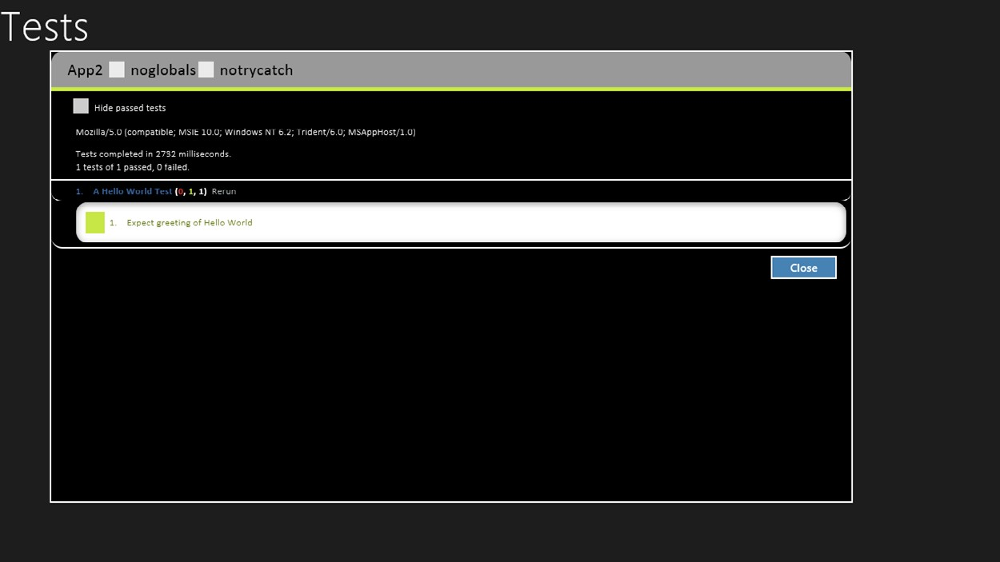 Tests
App2 noglobals notrycatch
Hide passed tests
Mozilla/5.0 (compatible; MSIE 10.0; Windows NT 6.2; Trident/6.0; MSAppHost/1.0)
Tests completed in 2732 milliseconds.
1 tests of 1 passed, 0 failed.
1. A Hello World Test (0, 1, 1) Rerun
1. Expect greeting of Hello World
Close